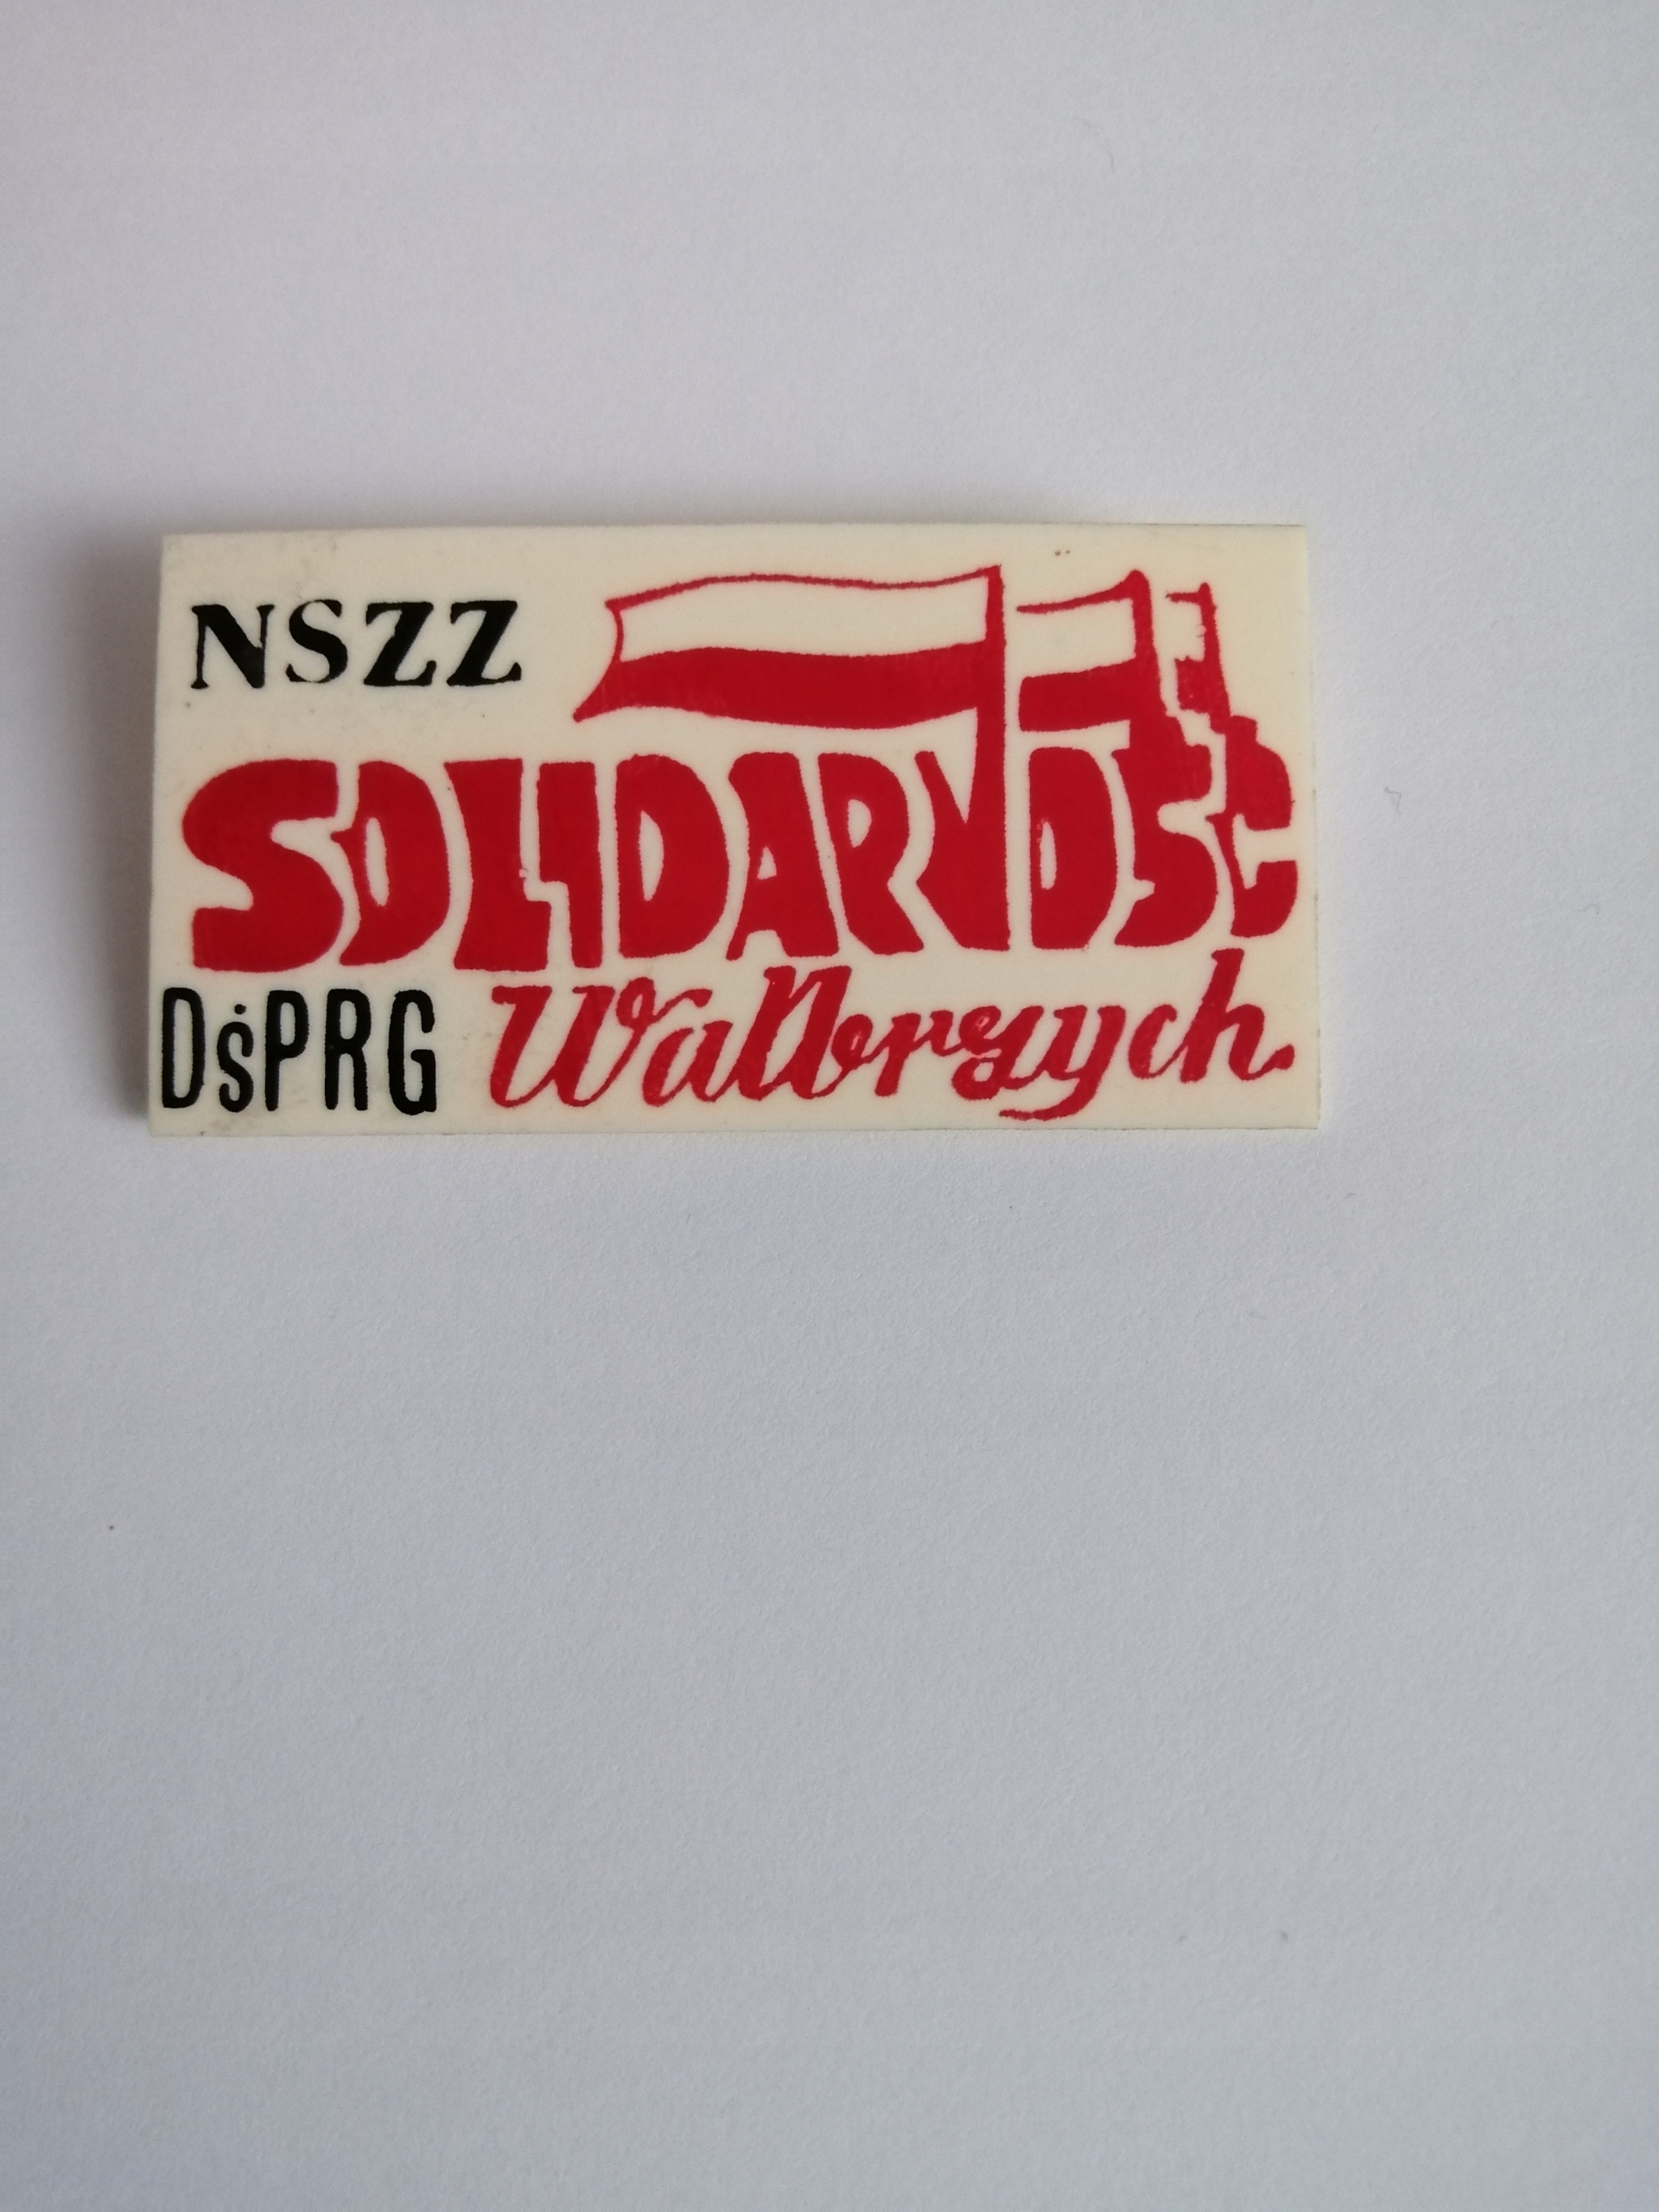 NSZZ
SOLIDARNOŚĆ
DśPRG Wałbrzych.